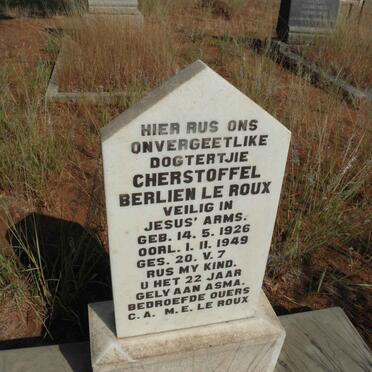 HIER RUS ONS
ONVERGEETLIKE
DOGTERTJIE
CHERSTOFFEL
BERLIEN LE ROUX
VEILIG IN
JESUS' ARMS.
GEB. 14. 5. 1926
OORL. 1. 11. 1949
GES. 20. V. 7
RUS MY KIND.
U HET 22 JAAR
GELY AAN ASMA.
BEDROEFDE OUERS
C. A. M. E. LE ROUX